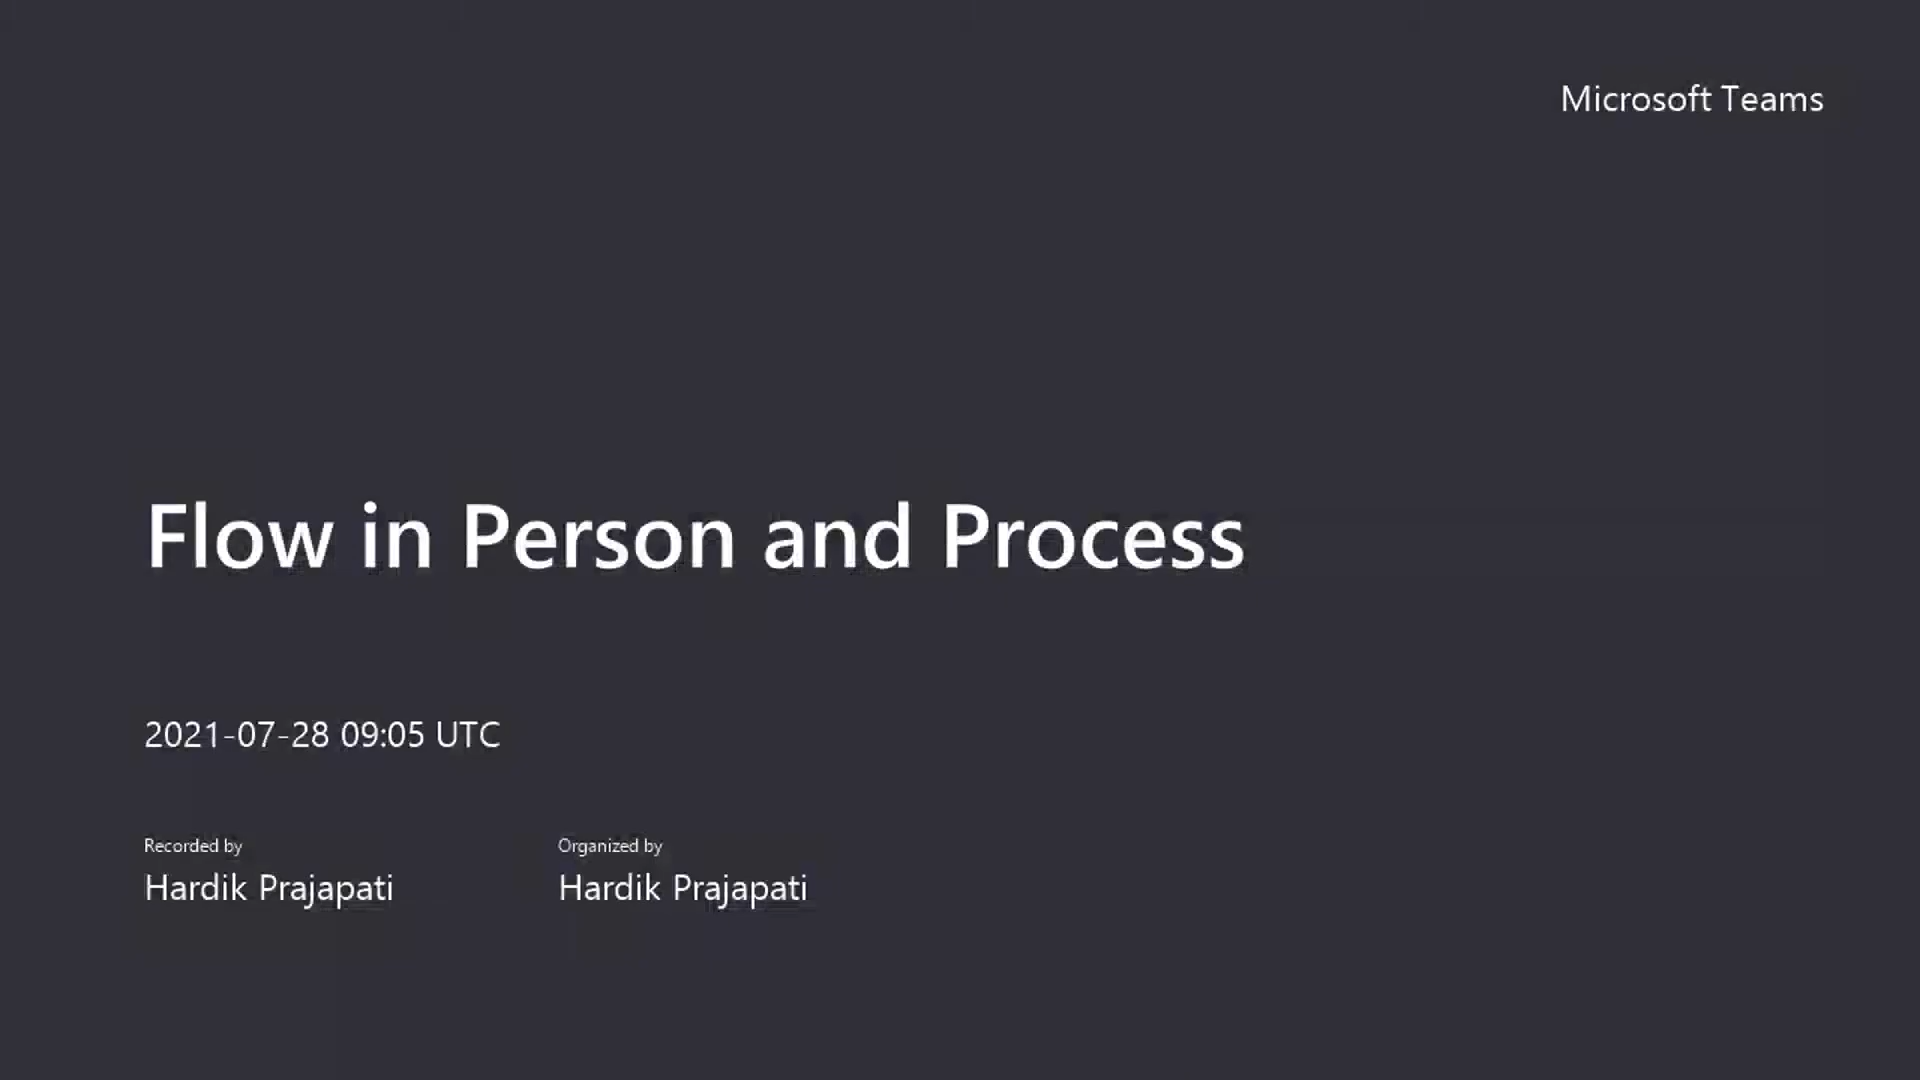 Microsoft Teams
Flow in Person and Process
2021-07-28 09:05 UTC
Recorded by
Hardik Prajapati
Organized by
Hardik Prajapati